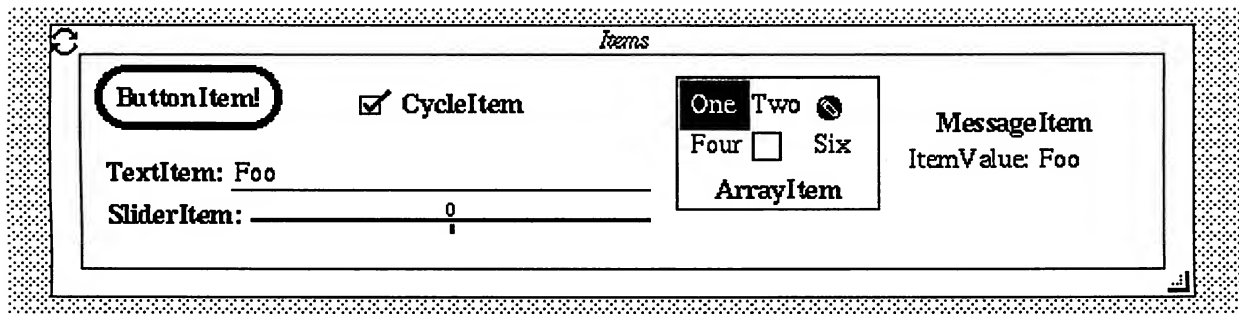 Items
ButtonItem!
CycleItem
TextItem: Foo
SliderItem:
0
One Two
Four Six
ArrayItem
MessageItem
ItemValue: Foo